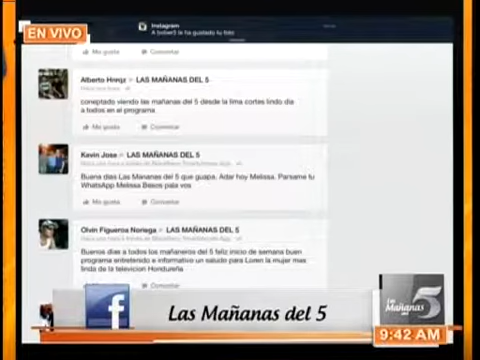 EN VIVO
Instagram
Me gusta Comentar
LAS MAÑANAS DEL 5
coneptado viendo las mañanas del 5 desde la lima cortes lindo dia
a todos en el programa
Me gusta Comentar
Kavin Jose LAS MAÑANAS DEL 5
Buena dias Las Mananas del 5 que guapa. Adar hoy Melissa. Parsame tu
WhatsApp Melissa Besos pala vos
Me gusta Comentar
Olvin Figueroa Noriega LAS MAÑANAS DEL 5
Buenos dias a todos los mañaneros del 5 feliz inicio de semana buen
programa entretenido e informativo un saludo para Loren la mujer mas
linda de la television Hondureña
f
Las Mañanas del 5
Las
Mañanas
del 5
9:42 AM